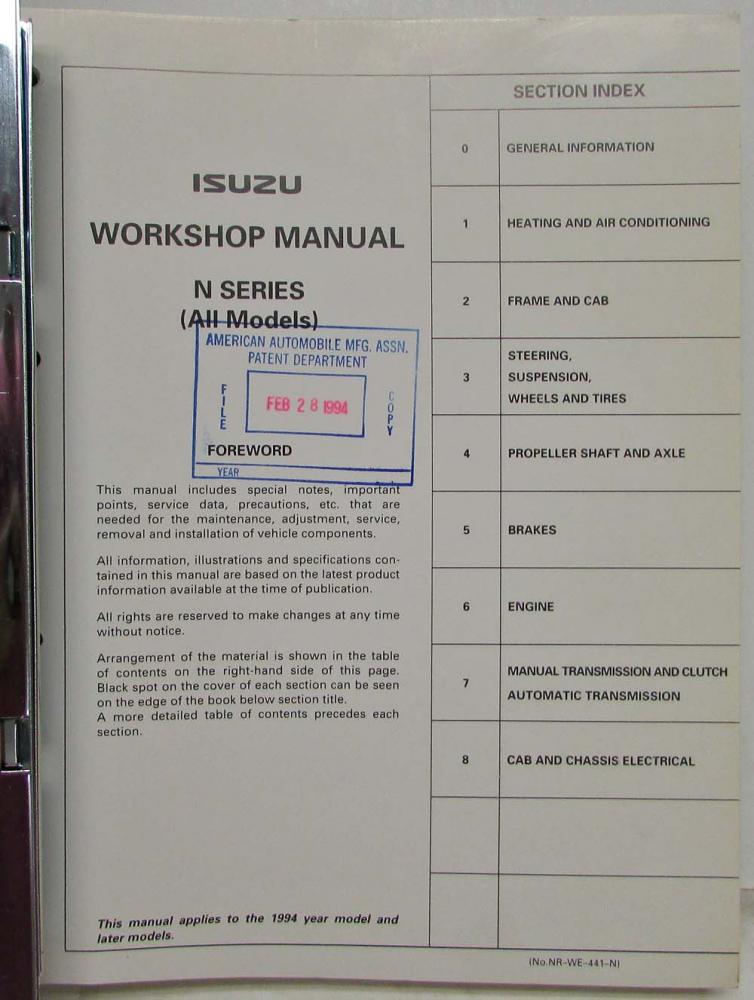 ISUZU
WORKSHOP MANUAL
N SERIES
(All Models)
AMERICAN AUTOMOBILE MFG. ASSN.
PATENT DEPARTMENT
FILE
FEB 28 1994
COPY
FOREWORD
YEAR
This manual includes special notes, important
points, service data, precautions, etc. that are
needed for the maintenance, adjustment, service,
removal and installation of vehicle components.
All information, illustrations and specifications con-
tained in this manual are based on the latest product
information available at the time of publication.
All rights are reserved to make changes at any time
without notice.
Arrangement of the material is shown in the table
of contents on the right-hand side of this page.
Black spot on the cover of each section can be seen
on the edge of the book below section title.
A more detailed table of contents precedes each
section.
This manual applies to the 1994 year model and
later models.
SECTION INDEX
0 GENERAL INFORMATION
1 HEATING AND AIR CONDITIONING
2 FRAME AND CAB
STEERING,
3 SUSPENSION,
WHEELS AND TIRES
4 PROPELLER SHAFT AND AXLE
5 BRAKES
6 ENGINE
7 MANUAL TRANSMISSION AND CLUTCH
AUTOMATIC TRANSMISSION
8 CAB AND CHASSIS ELECTRICAL
(No.NR-WE-441-N)